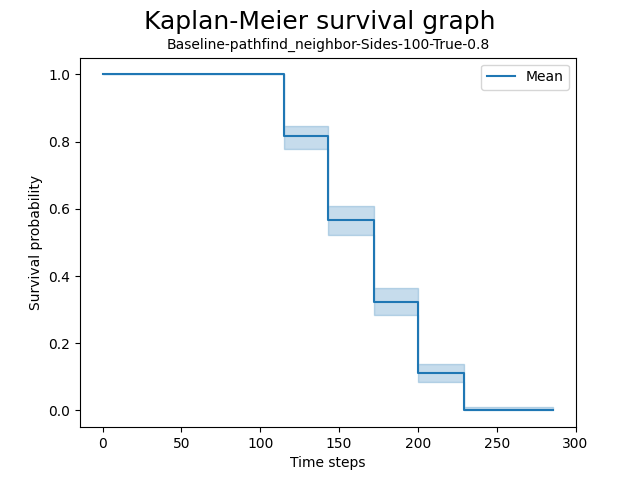 Kaplan-Meier survival graph
Baseline-pathfind_neighbor-Sides-100-True-0.8
Mean
1.0
0.8
0.6
0.4
0.2
0.0
Survival probability
0
50
100
150
200
250
300
Time steps